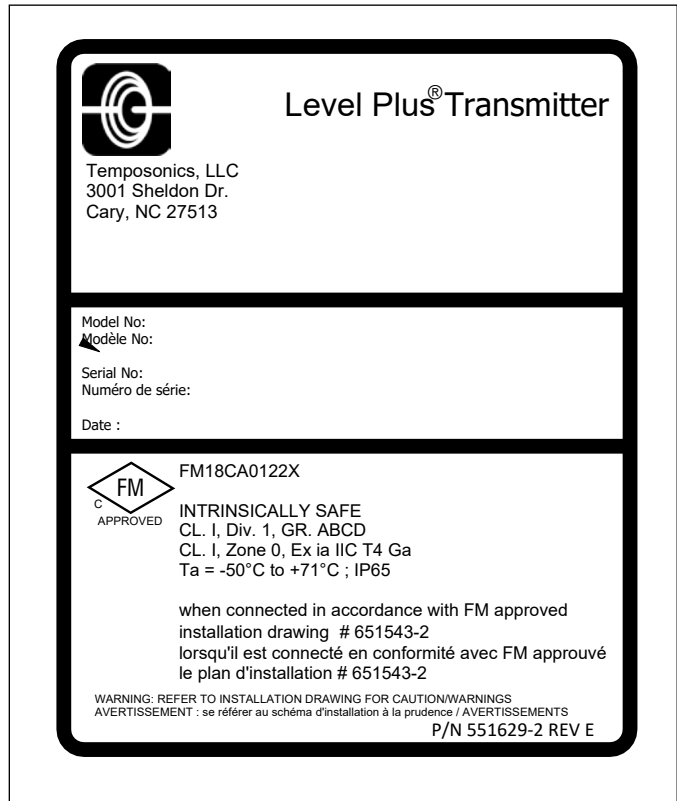 Level Plus® Transmitter
Temposonics, LLC
3001 Sheldon Dr.
Cary, NC 27513
Model No:
Modèle No:
Serial No:
Numéro de série:
Date :
FM
C
APPROVED
FM18CA0122X
INTRINSICALLY SAFE
CL. I, Div. 1, GR. ABCD
CL. I, Zone 0, Ex ia IIC T4 Ga
Ta = -50°C to +71°C ; IP65
when connected in accordance with FM approved
installation drawing # 651543-2
lorsqu'il est connecté en conformité avec FM approuvé
le plan d'installation # 651543-2
WARNING: REFER TO INSTALLATION DRAWING FOR CAUTION/WARNINGS
AVERTISSEMENT : se référer au schéma d'installation à la prudence / AVERTISSEMENTS
P/N 551629-2 REV E